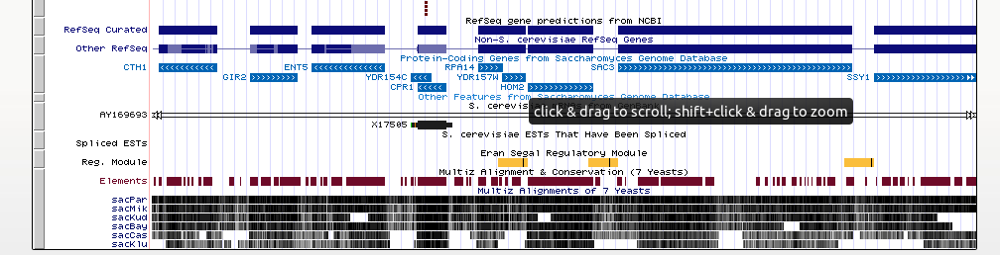 RefSeq gene predictions from NCBI
RefSeq Curated
Non-S. cerevisiae RefSeq Genes
Other RefSeq
Protein-Coding Genes from Saccharomyces Genome Database
CTH1 ENT5 RPA14 SAC3
GIR2 YDR154C YDR157W SSY1
CPR1 HOM2
Other Features from Saccharomyces Genome Database
S. cerevisiae mRNAs from GenBank
click & drag to scroll; shift+click & drag to zoom
AY169693
X17505
S. cerevisiae ESTs That Have Been Spliced
Spliced ESTs
Eran Segal Regulatory Module
Reg. Module
Multiz Alignment & Conservation (7 Yeasts)
Elements
Multiz Alignments of 7 Yeasts
sacPar
sacMik
sacKud
sacBay
sacCas
sacKlu